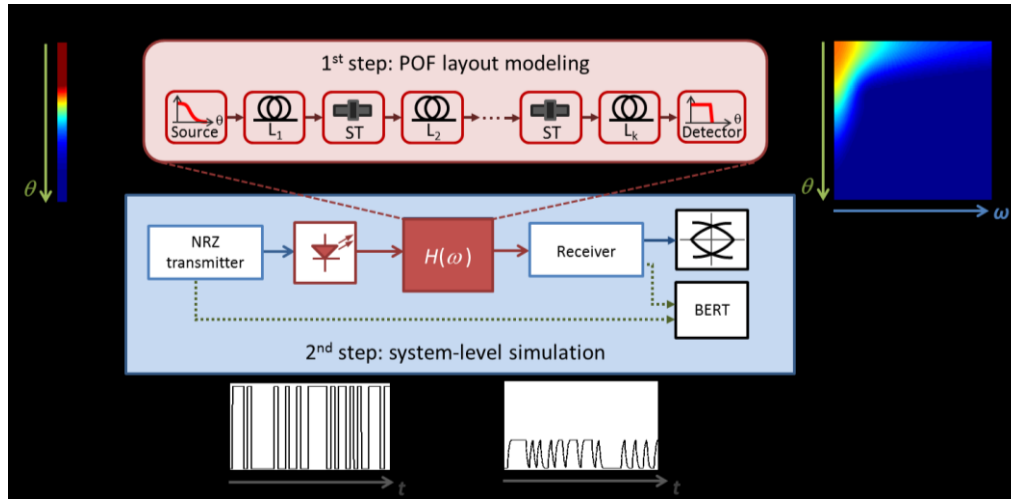 1st step: POF layout modeling
θ
θ
Source
L1
ST
L2
ST
Lk
θ
Detector
θ
θ
ω
NRZ
transmitter
H(ω)
Receiver
BERT
2nd step: system-level simulation
t
t